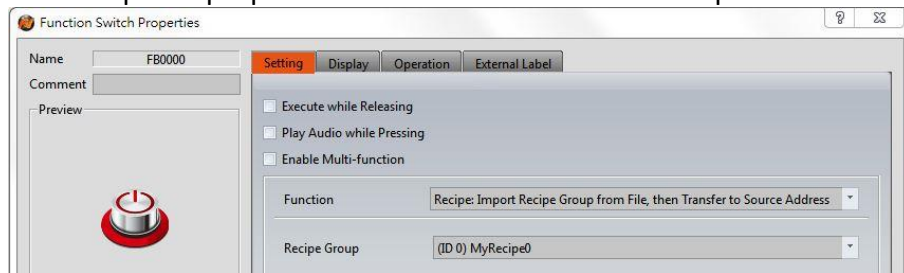 Function Switch Properties
Name FB0000
Comment
Preview
Setting Display Operation External Label
Execute while Releasing
Play Audio while Pressing
Enable Multi-function
Function Recipe: Import Recipe Group from File, then Transfer to Source Address
Recipe Group (ID 0) MyRecipe0